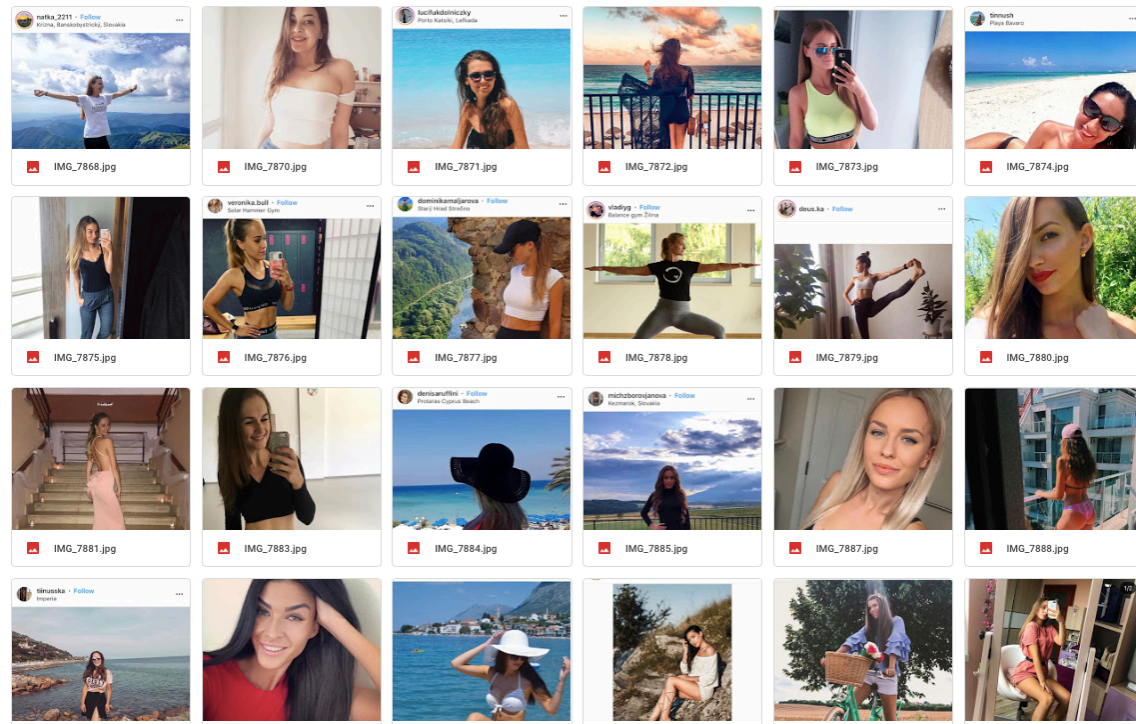 natka_2211 · Follow
Krizna, Banskobystrický, Slovakia
lucifukdolniczky
Porto Katsiki, Lefkada
tinnush
Playa Bavaro
IMG_7868.jpg
IMG_7870.jpg
IMG_7871.jpg
IMG_7872.jpg
IMG_7873.jpg
IMG_7874.jpg
veronika.bull · Follow
Solar Hammer Gym
dominikamaljarova · Follow
Starý Hrad Strečno
vladiyg · Follow
Balance gym Žilina
deus.ka · Follow
IMG_7875.jpg
IMG_7876.jpg
IMG_7877.jpg
IMG_7878.jpg
IMG_7879.jpg
IMG_7880.jpg
denisaruffini · Follow
Protaras Cyprus Beach
michzborovjanova · Follow
Kezmarok, Slovakia
IMG_7881.jpg
IMG_7883.jpg
IMG_7884.jpg
IMG_7885.jpg
IMG_7887.jpg
IMG_7888.jpg
tiinusska · Follow
Imperia
1/2